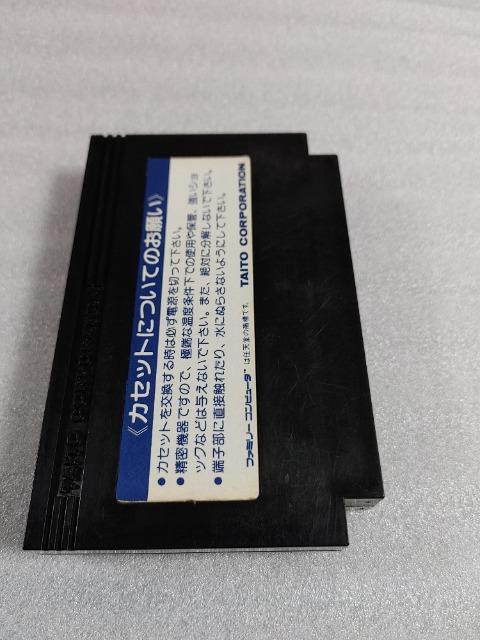 《カセットについてのお願い》
●カセットを交換する時は必ず電源を切って下さい。
●精密機器ですので、極端な温度条件下での使用や保管、強いショ
ックなどは与えないで下さい。また、絶対に分解しないで下さい。
●端子部に直接触れたり、水にぬらさないようにして下さい。
ファミリーコンピュータ™は任天堂の商標です。 TAITO CORPORATION